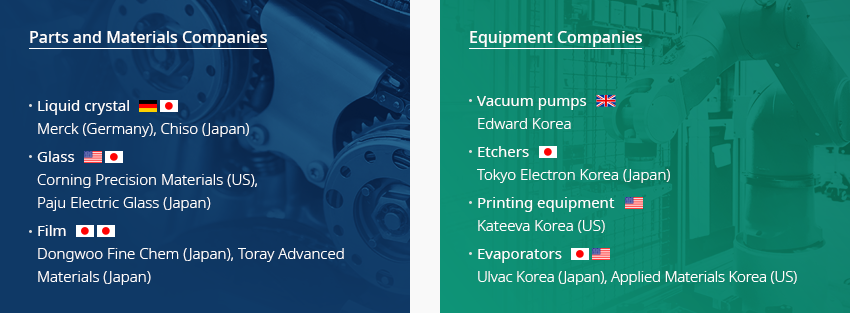 Parts and Materials Companies
· Liquid crystal
Merck (Germany), Chiso (Japan)
· Glass
Corning Precision Materials (US),
Paju Electric Glass (Japan)
· Film
Dongwoo Fine Chem (Japan), Toray Advanced
Materials (Japan)
Equipment Companies
· Vacuum pumps
Edward Korea
· Etchers
Tokyo Electron Korea (Japan)
· Printing equipment
Kateeva Korea (US)
· Evaporators
Ulvac Korea (Japan), Applied Materials Korea (US)